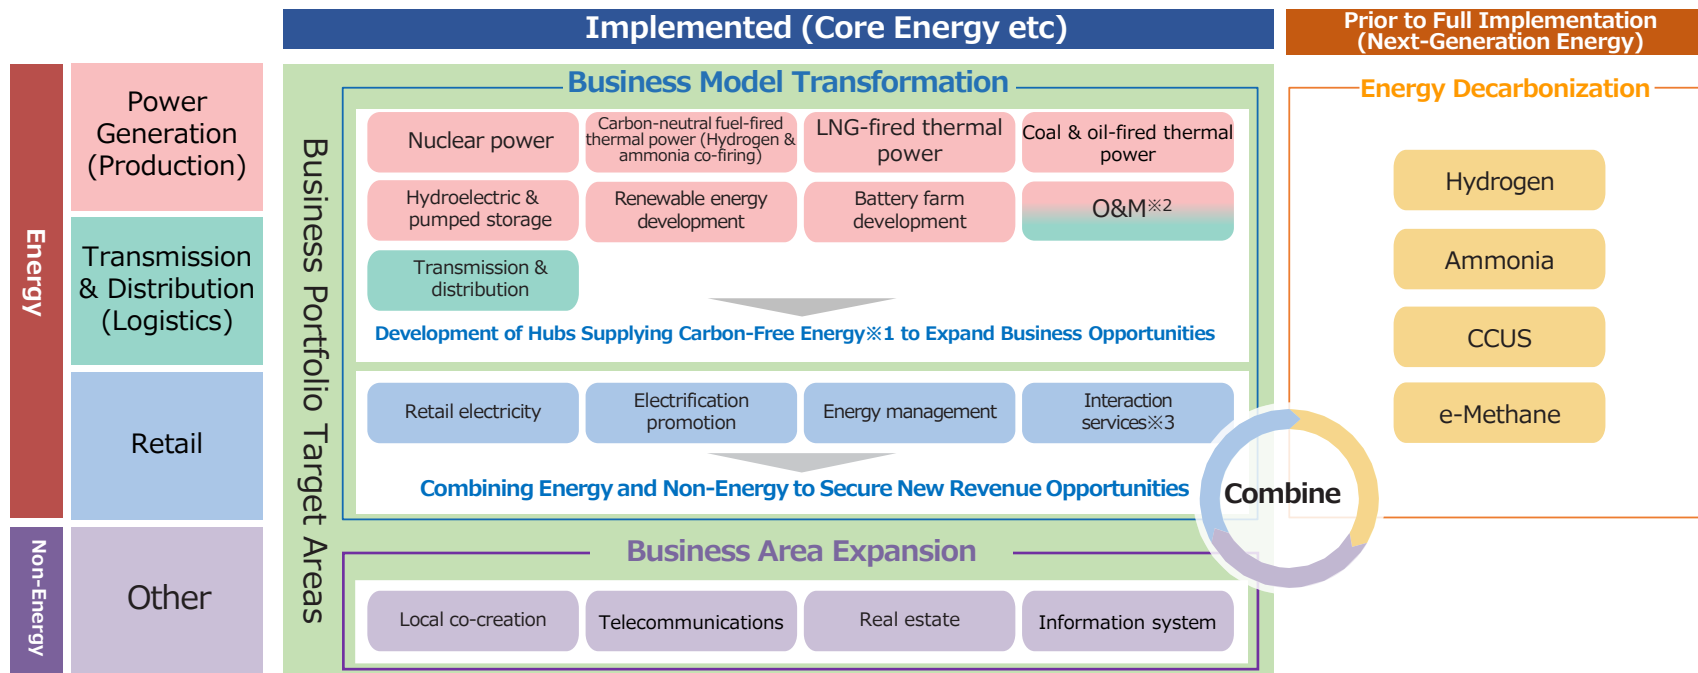 Implemented (Core Energy etc)
Prior to Full Implementation
(Next-Generation Energy)
Energy
Power
Generation
(Production)
Transmission
& Distribution
(Logistics)
Retail
Non-Energy
Other
Business Portfolio Target Areas
Business Model Transformation
Nuclear power
Carbon-neutral fuel-fired
thermal power (Hydrogen &
ammonia co-firing)
LNG-fired thermal
power
Coal & oil-fired thermal
power
Hydroelectric &
pumped storage
Renewable energy
development
Battery farm
development
O&M※2
Transmission &
distribution
Development of Hubs Supplying Carbon-Free Energy※1 to Expand Business Opportunities
Retail electricity
Electrification
promotion
Energy management
Interaction
services※3
Combining Energy and Non-Energy to Secure New Revenue Opportunities
Business Area Expansion
Local co-creation
Telecommunications
Real estate
Information system
Combine
Energy Decarbonization
Hydrogen
Ammonia
CCUS
e-Methane